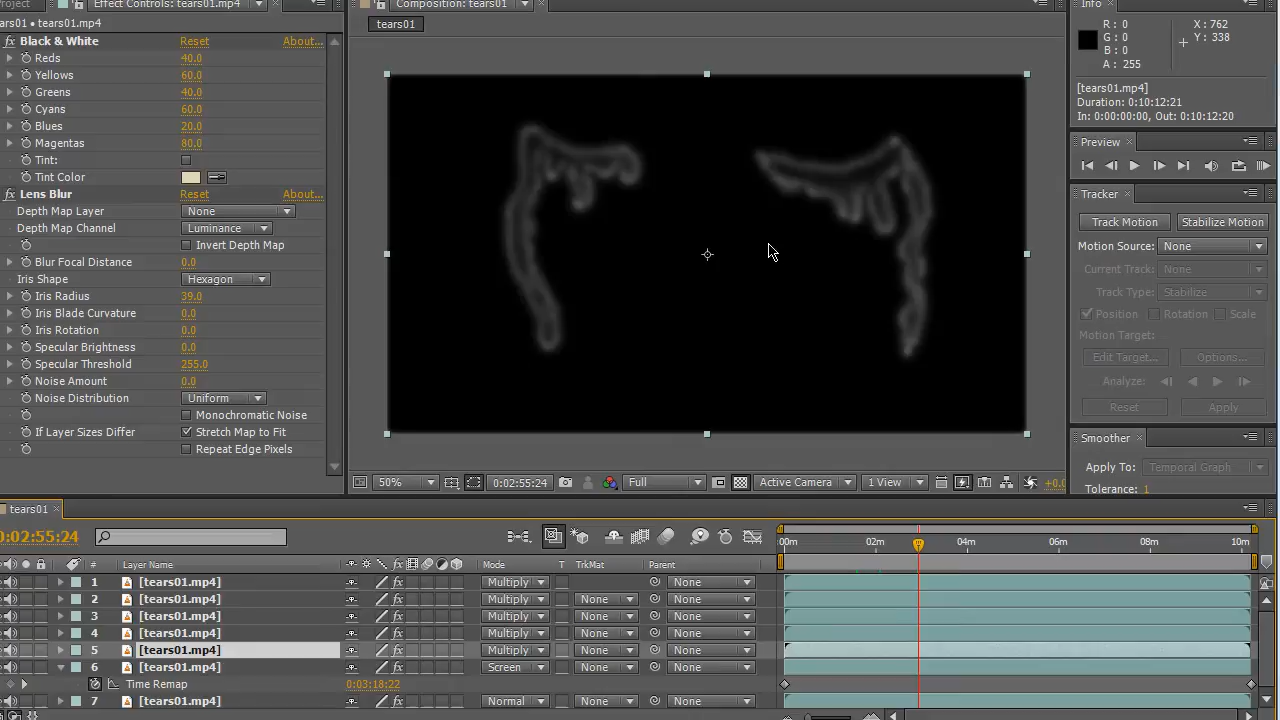 Project
Effect Controls: tears01.mp4
Composition: tears01
Info
tears01
R : 0
G : 0
B : 0
A : 255
X : 762
Y : 338
[tears01.mp4]
Duration: 0:10:12:21
In: 0:00:00:00, Out: 0:10:12:20
ears01 • tears01.mp4
fx Black & White Reset About...
Reds 40.0
Yellows 60.0
Greens 40.0
Cyans 60.0
Blues 20.0
Magentas 80.0
Tint:
Tint Color
fx Lens Blur Reset About...
Depth Map Layer None
Depth Map Channel Luminance
Invert Depth Map
Blur Focal Distance 0.0
Iris Shape Hexagon
Iris Radius 39.0
Iris Blade Curvature 0.0
Iris Rotation 0.0
Specular Brightness 0.0
Specular Threshold 255.0
Noise Amount 0.0
Noise Distribution Uniform
Monochromatic Noise
If Layer Sizes Differ Stretch Map to Fit
Repeat Edge Pixels
Preview
Tracker
Track Motion Stabilize Motion
Motion Source: None
Current Track: None
Track Type: Stabilize
Position Rotation Scale
Motion Target:
Edit Target... Options...
Analyze:
Reset Apply
Smoother
Apply To: Temporal Graph
Tolerance: 1
50% 0:02:55:24 Full Active Camera 1 View +0.0
tears01
0:02:55:24
:00m 02m 04m 06m 08m 10m
# Layer Name Mode T TrkMat Parent
1 [tears01.mp4] fx Multiply None
2 [tears01.mp4] fx Multiply None None
3 [tears01.mp4] fx Multiply None None
4 [tears01.mp4] fx Multiply None None
5 [tears01.mp4] fx Multiply None None
6 [tears01.mp4] fx Screen None None
Time Remap 0:03:18:22
7 [tears01.mp4] fx Normal None None